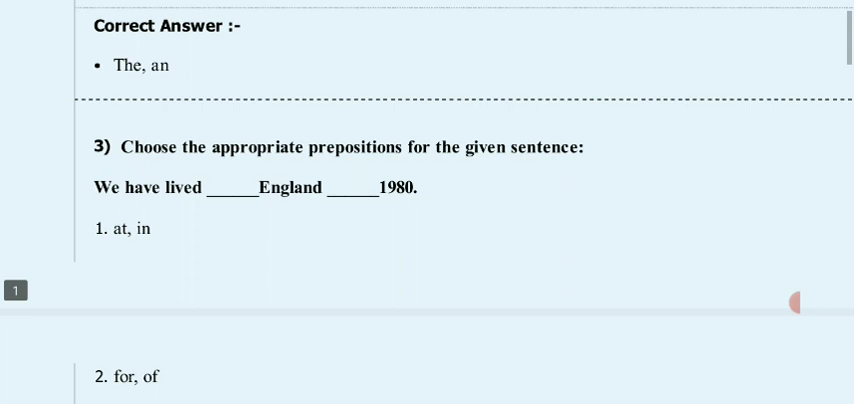 Correct Answer :-
• The, an
3) Choose the appropriate prepositions for the given sentence:
We have lived ______England ______1980.
1. at, in
1
2. for, of